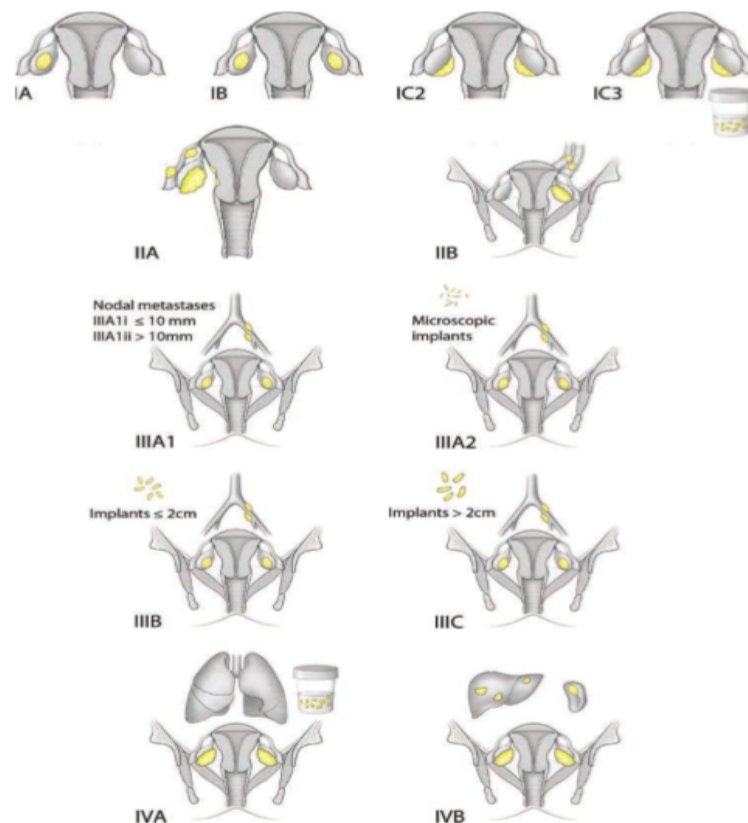 IA
IB
IC2
IC3
IIA
IIB
Nodal metastases
IIIA1i ≤ 10 mm
IIIA1ii > 10mm
Microscopic
implants
IIIA1
IIIA2
Implants ≤ 2cm
Implants > 2cm
IIIB
IIIC
IVA
IVB